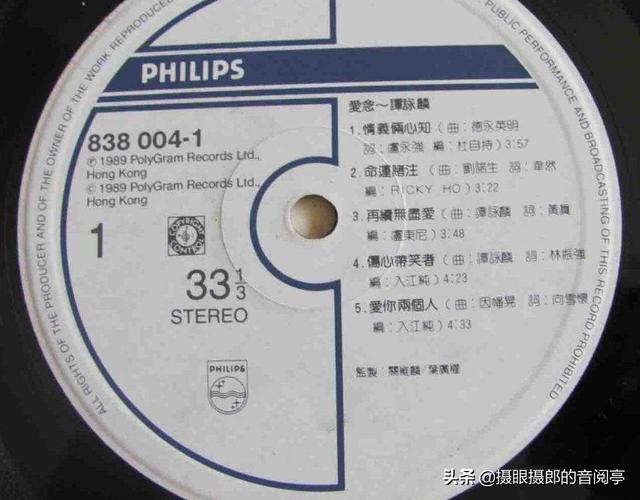 ALL RIGHTS OF THE PRODUCER AND OF THE OWNER OF THE WORK REPRODUCED
PUBLIC PERFORMANCE AND BROADCASTING OF THIS RECORD PROHIBITED
PHILIPS
838 004-1
℗ 1989 PolyGram Records Ltd.,
Hong Kong
© 1989 PolyGram Records Ltd.,
Hong Kong
1
COPYRIGHT
CONTROL
33 1/3
STEREO
PHILIPS
愛念~譚詠麟
1. 情義倆心知 ( 曲：德永英明
詞：盧永強 編：杜自持 ) 3:57
2. 命運賭注 ( 曲：劉諾生 詞：韋然
編：RICKY HO ) 3:22
3. 再續無盡愛 ( 曲：譚詠麟 詞：黃真
編：盧東尼 ) 3:48
4. 傷心帶笑者 ( 曲：譚詠麟 詞：林振強
編：入江純 ) 4:23
5. 愛你兩個人 ( 曲：因幡晃 詞：向雪懷
編：入江純 ) 4:33
監製：關維麟/葉廣權
头条 @摄眼摄郎的音阅亭